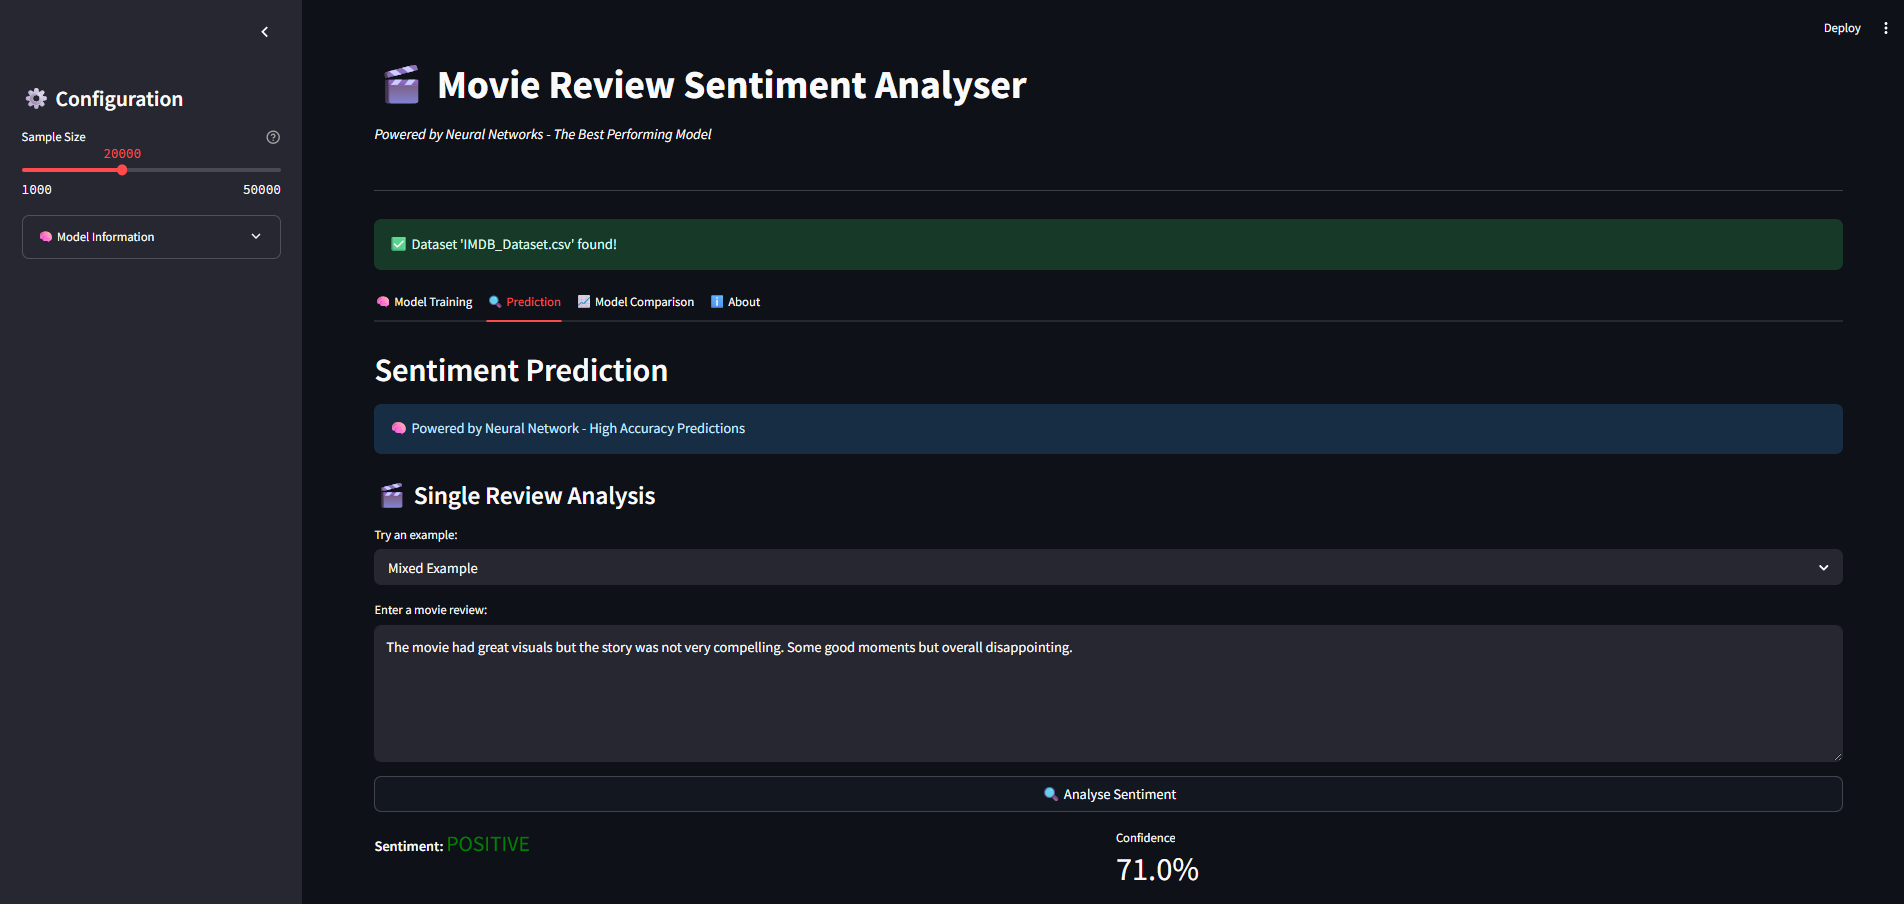 Deploy
Configuration
Sample Size
20000
1000 50000
Model Information
Movie Review Sentiment Analyser
Powered by Neural Networks - The Best Performing Model
Dataset 'IMDB_Dataset.csv' found!
Model Training Prediction Model Comparison About
Sentiment Prediction
Powered by Neural Network - High Accuracy Predictions
Single Review Analysis
Try an example:
Mixed Example
Enter a movie review:
The movie had great visuals but the story was not very compelling. Some good moments but overall disappointing.
Analyse Sentiment
Sentiment: POSITIVE
Confidence
71.0%